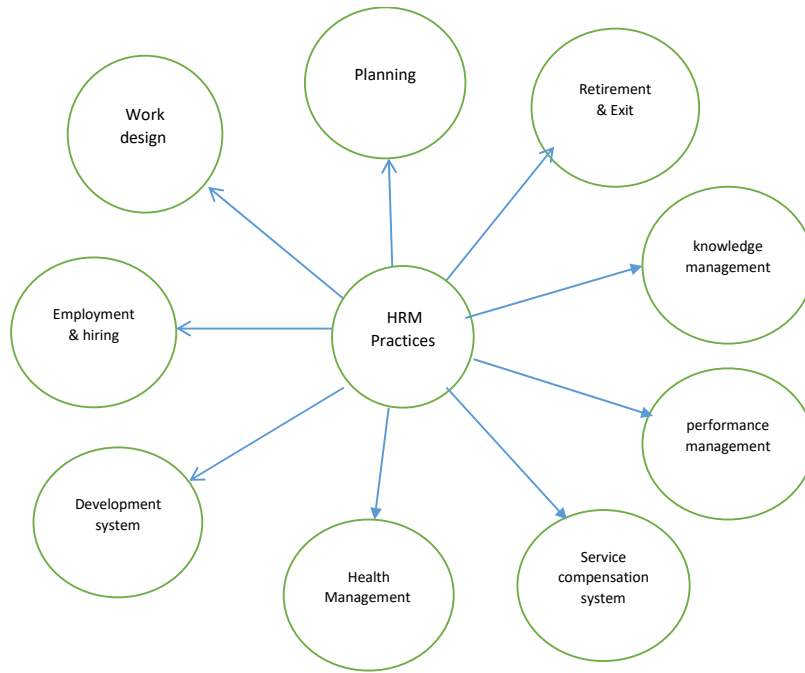 Planning
Retirement
& Exit
Work
design
knowledge
management
Employment
& hiring
HRM
Practices
performance
management
Development
system
Service
compensation
system
Health
Management